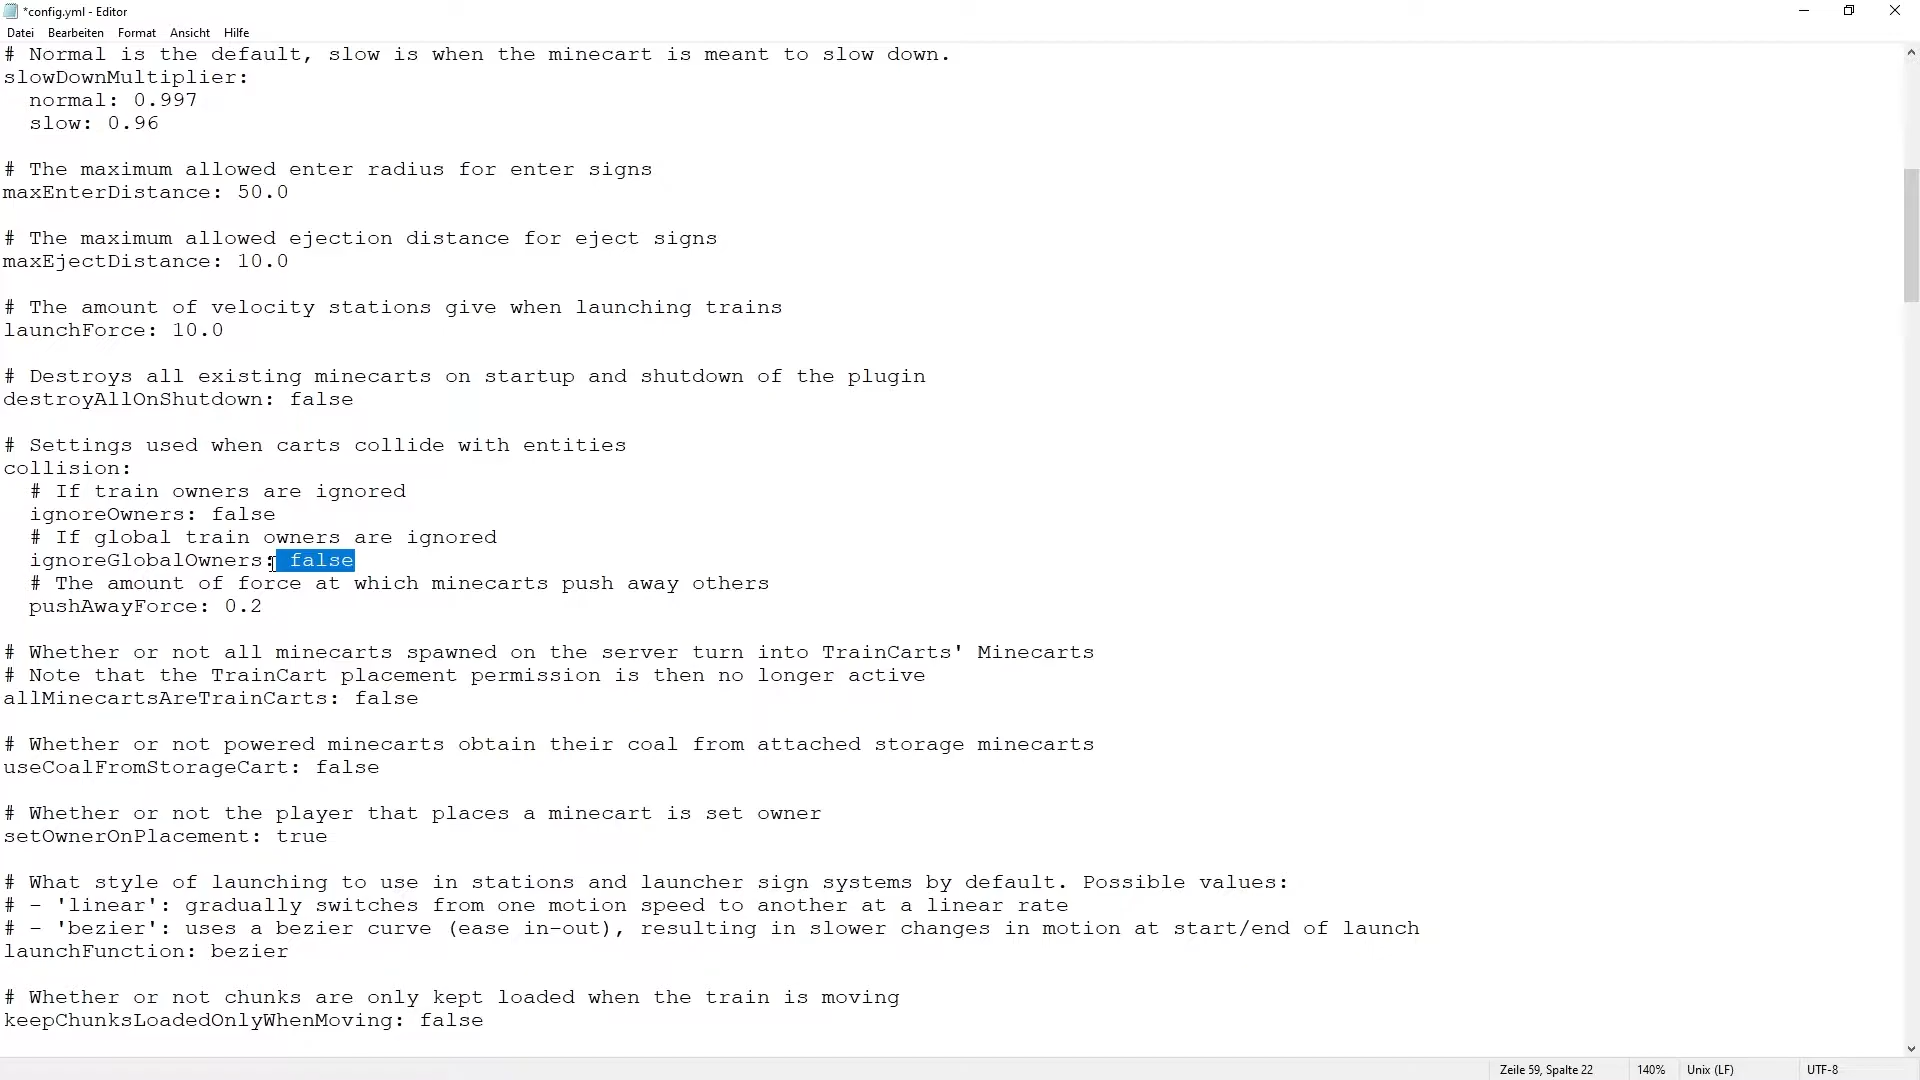 *config.yml - Editor
Datei Bearbeiten Format Ansicht Hilfe
# Normal is the default, slow is when the minecart is meant to slow down.
slowDownMultiplier:
  normal: 0.997
  slow: 0.96

# The maximum allowed enter radius for enter signs
maxEnterDistance: 50.0

# The maximum allowed ejection distance for eject signs
maxEjectDistance: 10.0

# The amount of velocity stations give when launching trains
launchForce: 10.0

# Destroys all existing minecarts on startup and shutdown of the plugin
destroyAllOnShutdown: false

# Settings used when carts collide with entities
collision:
  # If train owners are ignored
  ignoreOwners: false
  # If global train owners are ignored
  ignoreGlobalOwners: false
  # The amount of force at which minecarts push away others
  pushAwayForce: 0.2

# Whether or not all minecarts spawned on the server turn into TrainCarts' Minecarts
# Note that the TrainCart placement permission is then no longer active
allMinecartsAreTrainCarts: false

# Whether or not powered minecarts obtain their coal from attached storage minecarts
useCoalFromStorageCart: false

# Whether or not the player that places a minecart is set owner
setOwnerOnPlacement: true

# What style of launching to use in stations and launcher sign systems by default. Possible values:
# - 'linear': gradually switches from one motion speed to another at a linear rate
# - 'bezier': uses a bezier curve (ease in-out), resulting in slower changes in motion at start/end of launch
launchFunction: bezier

# Whether or not chunks are only kept loaded when the train is moving
keepChunksLoadedOnlyWhenMoving: false
Zeile 59, Spalte 22 140% Unix (LF) UTF-8